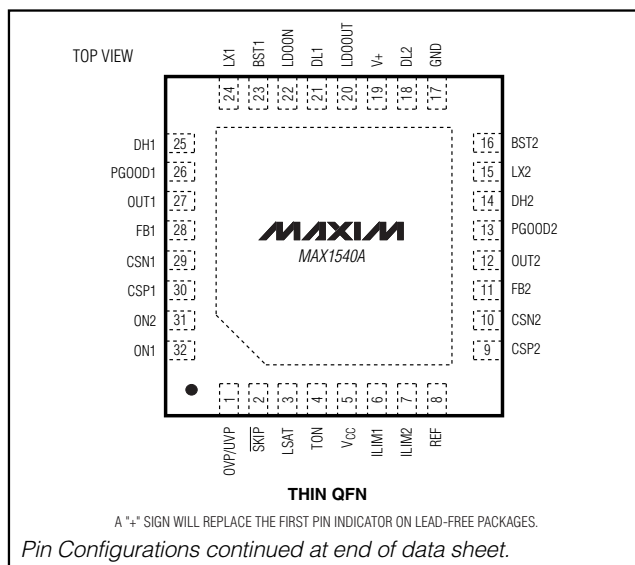 TOP VIEW
LX1
BST1
LDOON
DL1
LDOOUT
V+
DL2
GND
24
23
22
21
20
19
18
17
DH1 25
PGOOD1 26
OUT1 27
FB1 28
CSN1 29
CSP1 30
ON2 31
ON1 32
MAXIM
MAX1540A
16 BST2
15 LX2
14 DH2
13 PGOOD2
12 OUT2
11 FB2
10 CSN2
9 CSP2
1
2
3
4
5
6
7
8
OVP/UVP
SKIP
LSAT
TON
VCC
ILIM1
ILIM2
REF
THIN QFN
A "+" SIGN WILL REPLACE THE FIRST PIN INDICATOR ON LEAD-FREE PACKAGES.
Pin Configurations continued at end of data sheet.